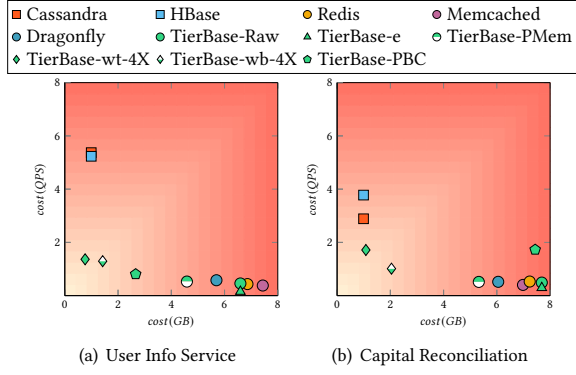 Cassandra HBase Redis Memcached
Dragonfly TierBase-Raw TierBase-e TierBase-PMem
TierBase-wt-4X TierBase-wb-4X TierBase-PBC
8
6
4
2
cost(QPS)
0 2 4 6 8
cost(GB)
(a) User Info Service
8
6
4
2
cost(QPS)
0 2 4 6 8
cost(GB)
(b) Capital Reconciliation